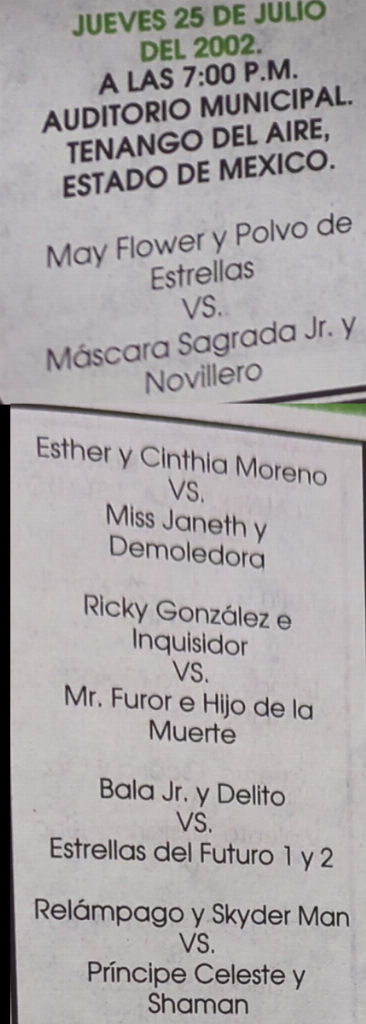 JUEVES 25 DE JULIO
DEL 2002.
A LAS 7:00 P.M.
AUDITORIO MUNICIPAL.
TENANGO DEL AIRE,
ESTADO DE MEXICO.
May Flower y Polvo de
Estrellas
VS.
Máscara Sagrada Jr. y
Novillero
Esther y Cinthia Moreno
VS.
Miss Janeth y
Demoledora
Ricky González e
Inquisidor
VS.
Mr. Furor e Hijo de la
Muerte
Bala Jr. y Delito
VS.
Estrellas del Futuro 1 y 2
Relámpago y Skyder Man
VS.
Príncipe Celeste y
Shaman